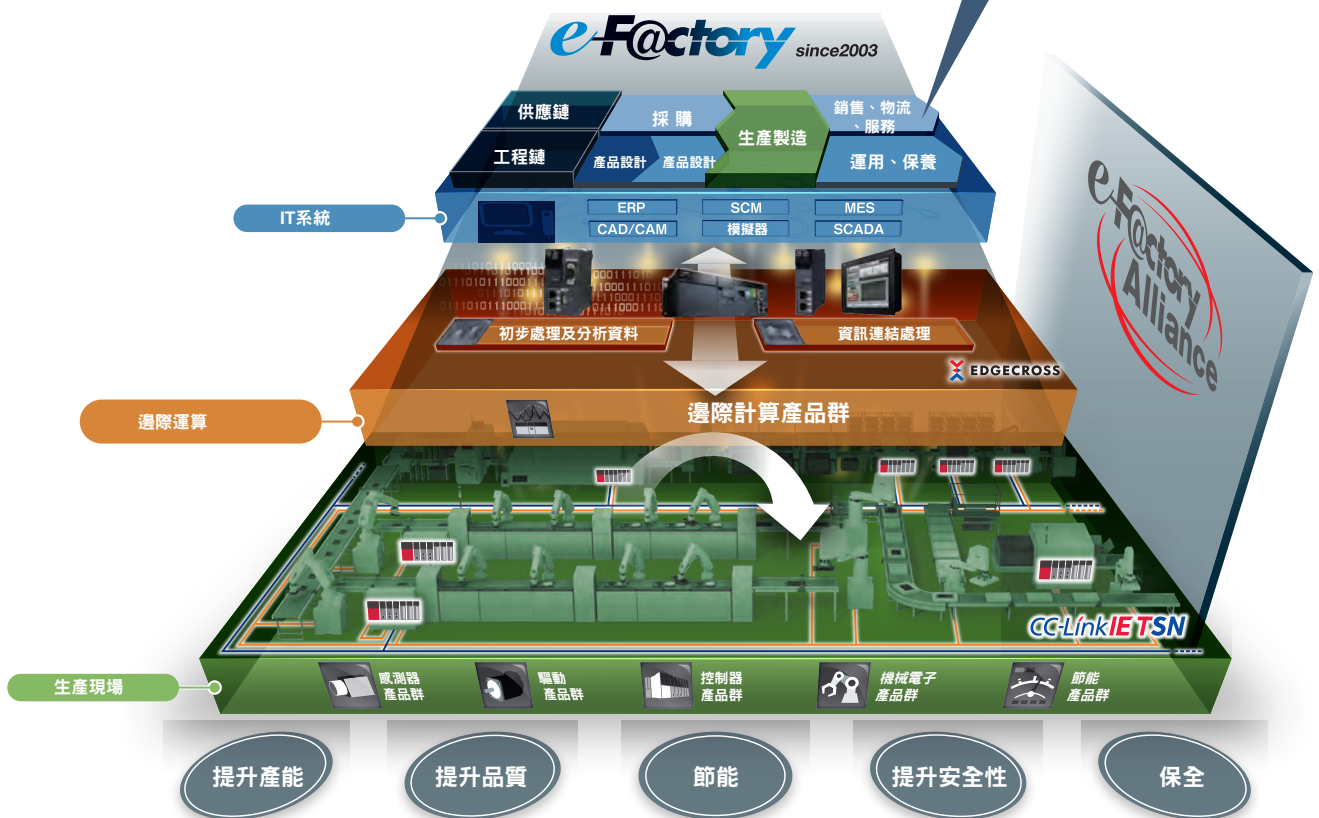 e-F@ctory since2003
供應鏈
採購
生產製造
銷售、物流
、服務
工程鏈
產品設計
產品設計
運用、保養
IT系統
ERP
SCM
MES
CAD/CAM
模擬器
SCADA
初步處理及分析資料
資訊連結處理
EDGECROSS
邊際運算
邊際計算產品群
e-F@ctory
Alliance
CC-Link IE TSN
生產現場
感測器
產品群
驅動
產品群
控制器
產品群
機械電子
產品群
節能
產品群
提升產能
提升品質
節能
提升安全性
保全